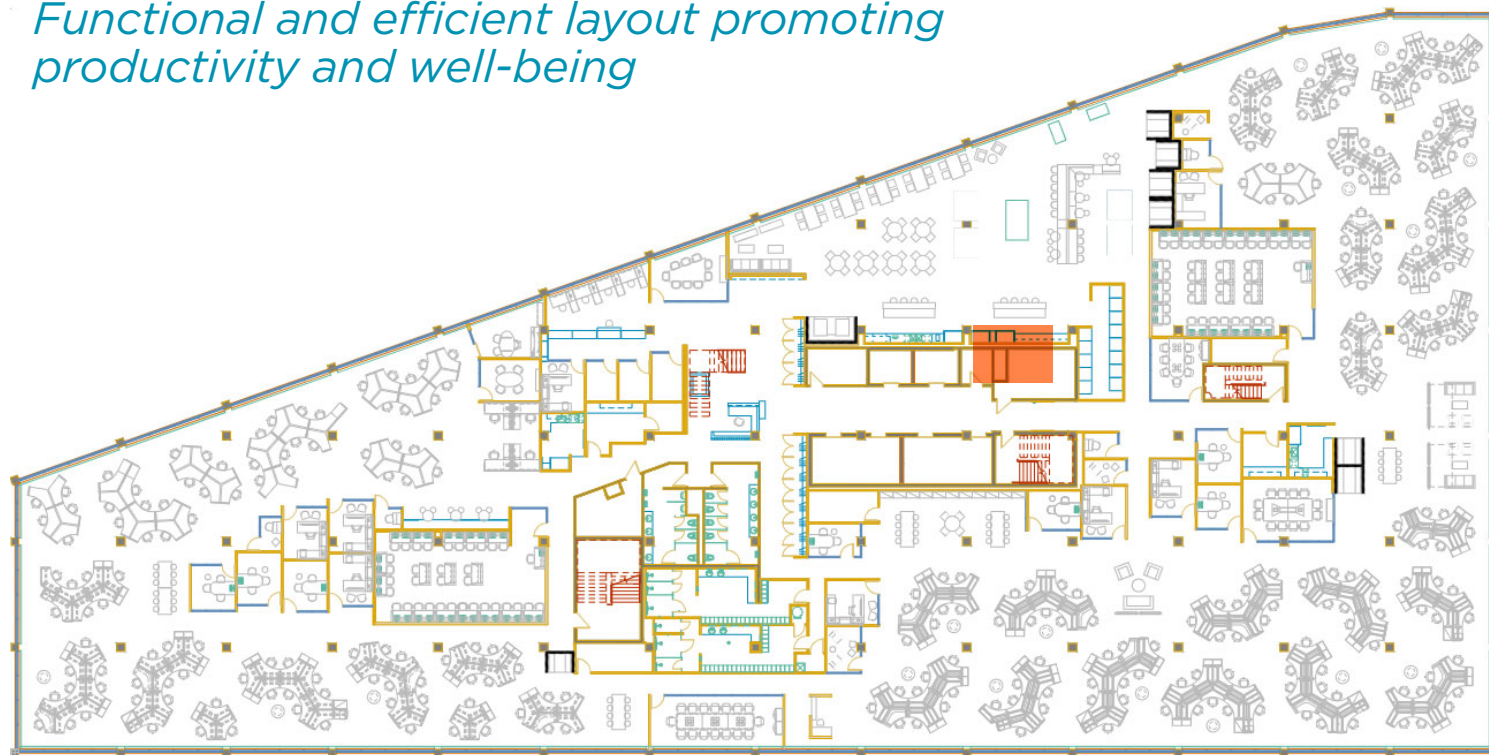 Functional and efficient layout promoting
productivity and well-being